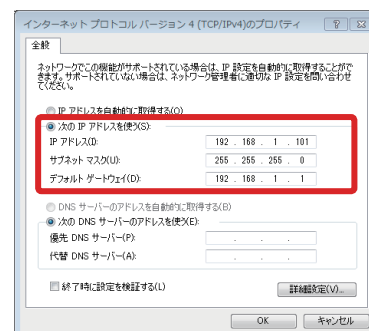 インターネット プロトコル バージョン 4 (TCP/IPv4)のプロパティ
全般
ネットワークでこの機能がサポートされている場合は、IP 設定を自動的に取得することがで
きます。サポートされていない場合は、ネットワーク管理者に適切な IP 設定を問い合わせ
てください。
IP アドレスを自動的に取得する(O)
次の IP アドレスを使う(S):
IP アドレス(I): 192 . 168 . 1 . 101
サブネット マスク(U): 255 . 255 . 255 . 0
デフォルト ゲートウェイ(D): 192 . 168 . 1 . 1
DNS サーバーのアドレスを自動的に取得する(B)
次の DNS サーバーのアドレスを使う(E):
優先 DNS サーバー(P): . . .
代替 DNS サーバー(A): . . .
終了時に設定を検証する(L)
詳細設定(V)...
OK キャンセル